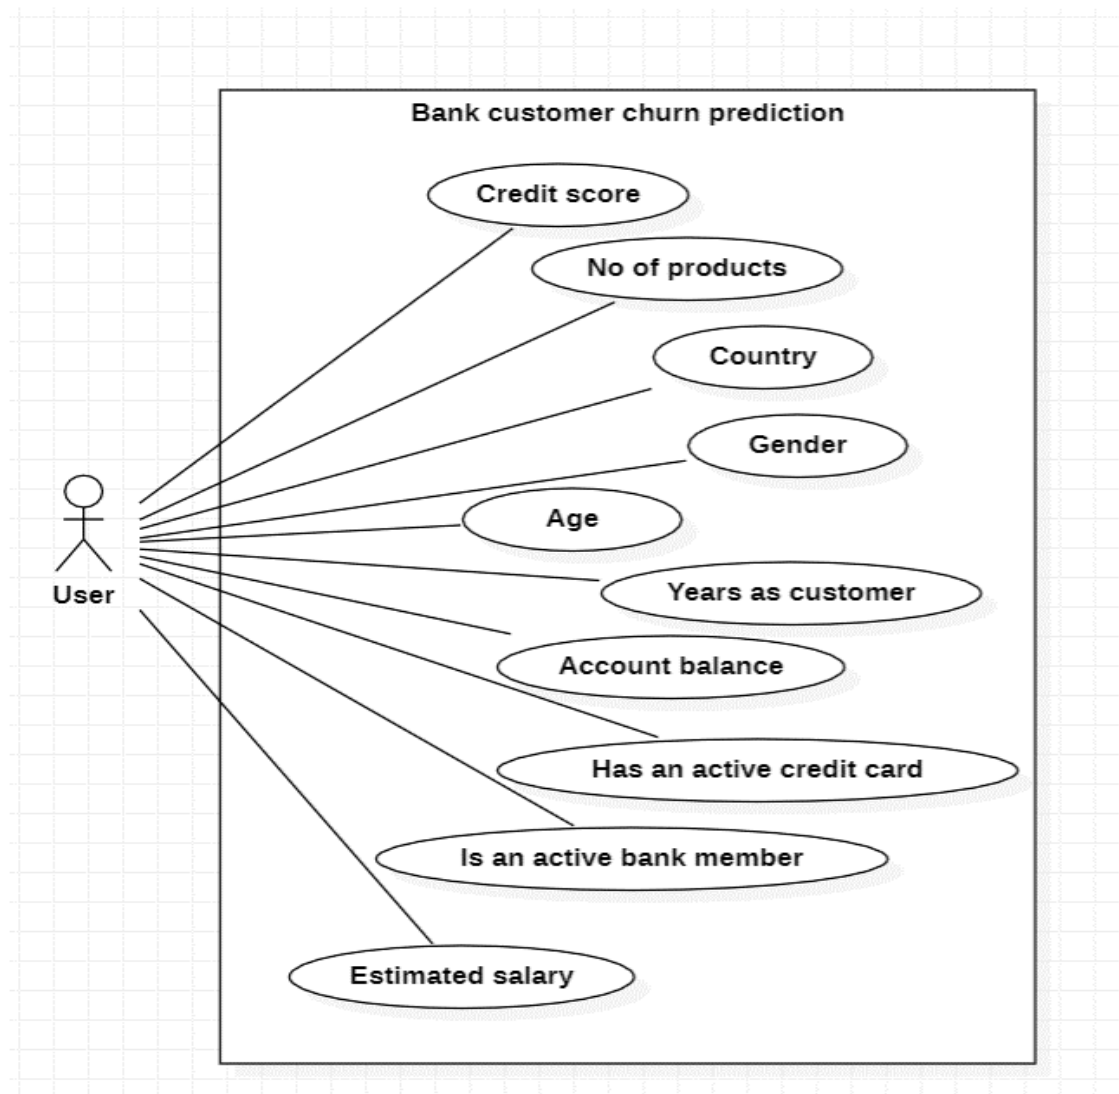 Bank customer churn prediction
Credit score
No of products
Country
Gender
Age
Years as customer
User
Account balance
Has an active credit card
Is an active bank member
Estimated salary